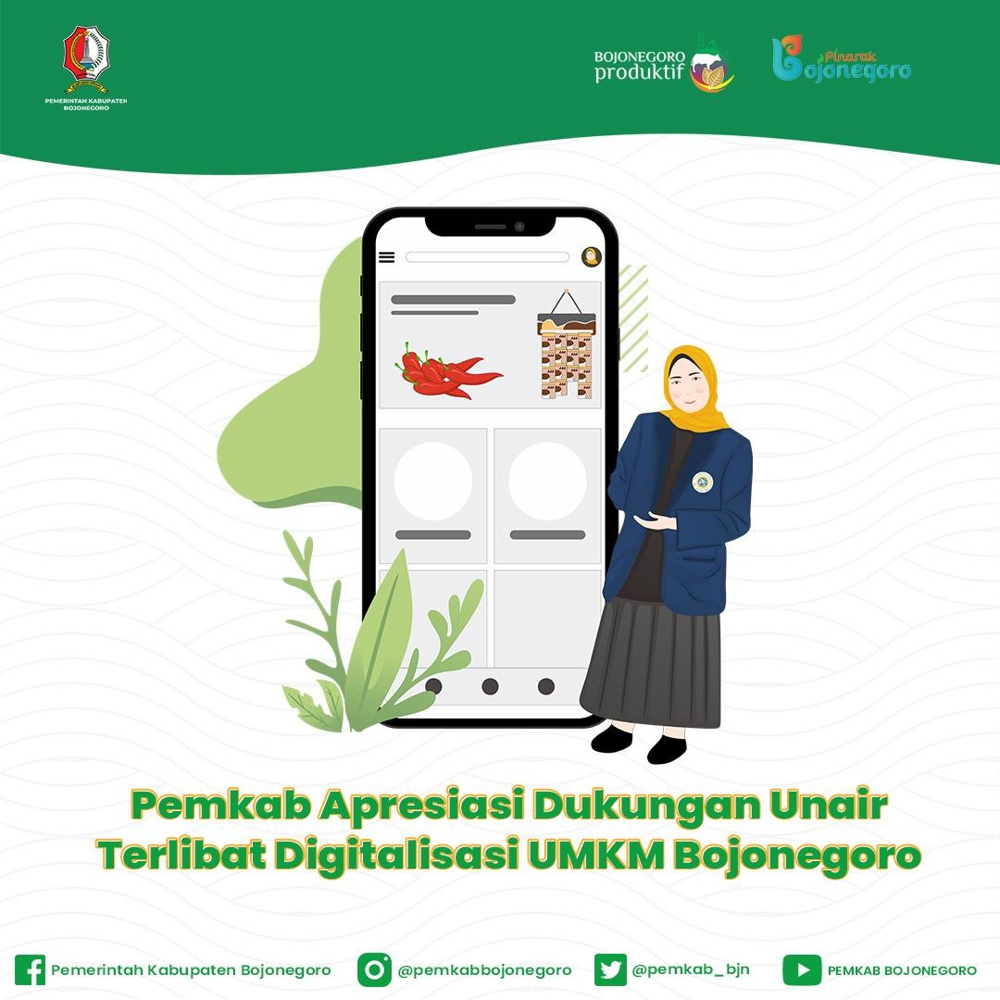 PEMERINTAH KABUPATEN
BOJONEGORO
BOJONEGORO
produktif
Pinarak
Bojonegoro
Pemkab Apresiasi Dukungan Unair
Terlibat Digitalisasi UMKM Bojonegoro
Pemerintah Kabupaten Bojonegoro
@pemkabbojonegoro
@pemkab_bjn
PEMKAB BOJONEGORO